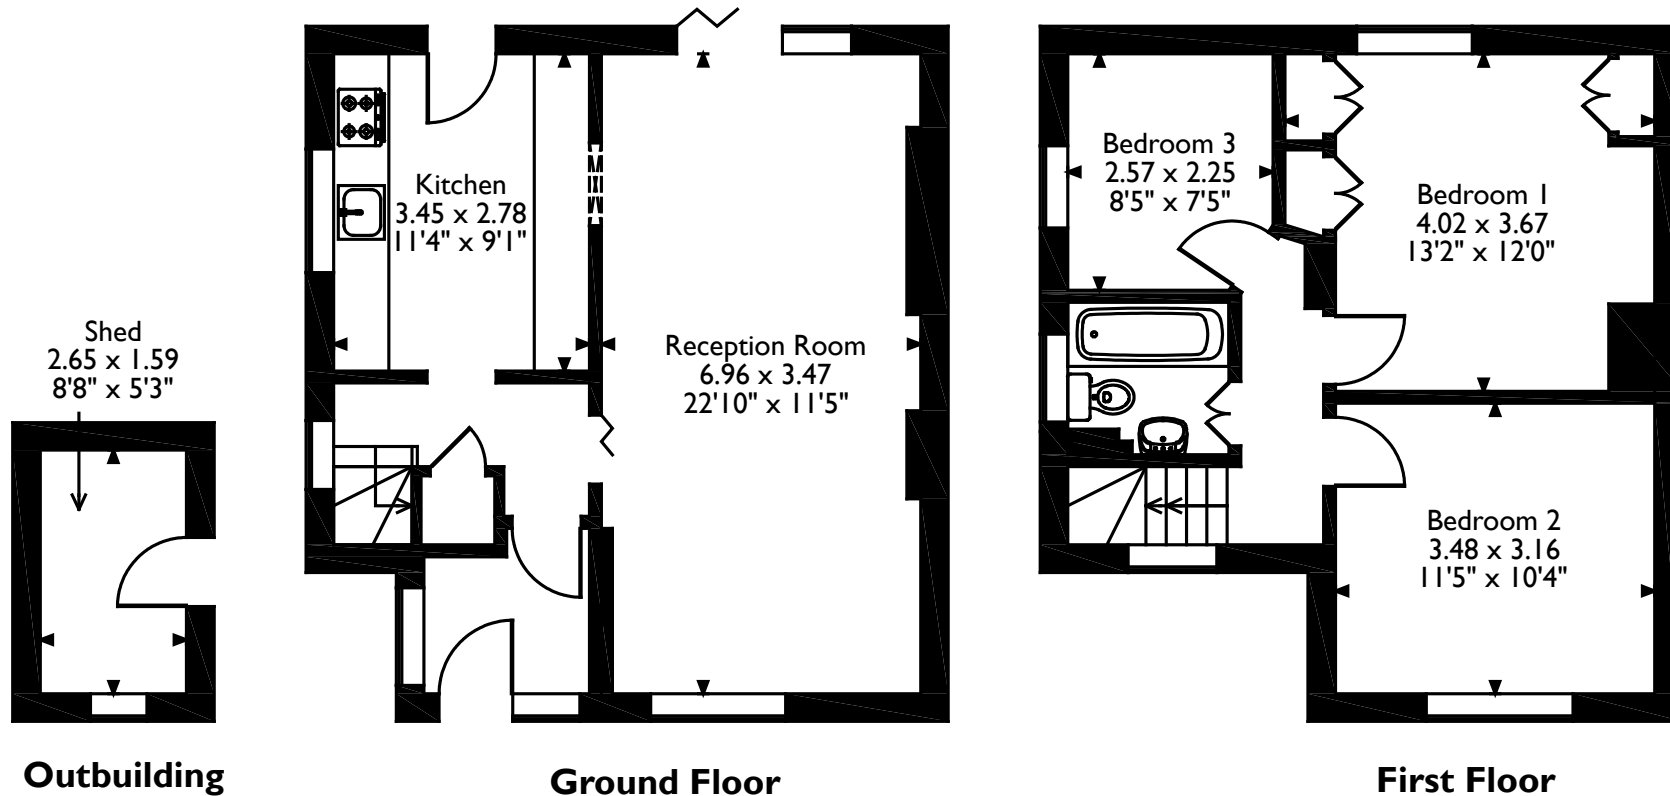 Shed
2.65 x 1.59
8'8" x 5'3"
Outbuilding
Kitchen
3.45 x 2.78
11'4" x 9'1"
Reception Room
6.96 x 3.47
22'10" x 11'5"
Ground Floor
Bedroom 3
2.57 x 2.25
8'5" x 7'5"
Bedroom 1
4.02 x 3.67
13'2" x 12'0"
Bedroom 2
3.48 x 3.16
11'5" x 10'4"
First Floor